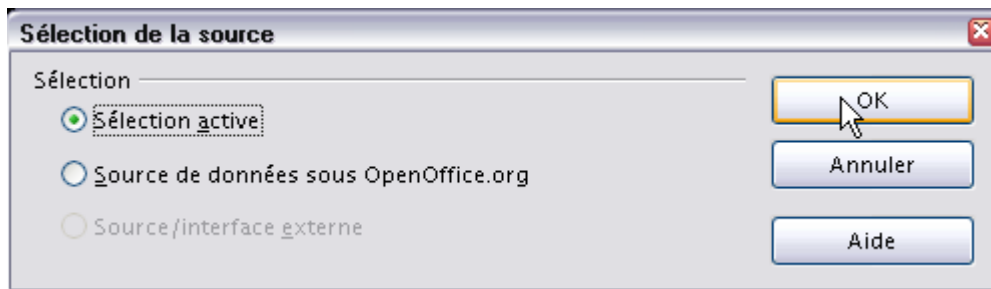 Sélection de la source
Sélection
Sélection active
Source de données sous OpenOffice.org
Source/interface externe
OK
Annuler
Aide